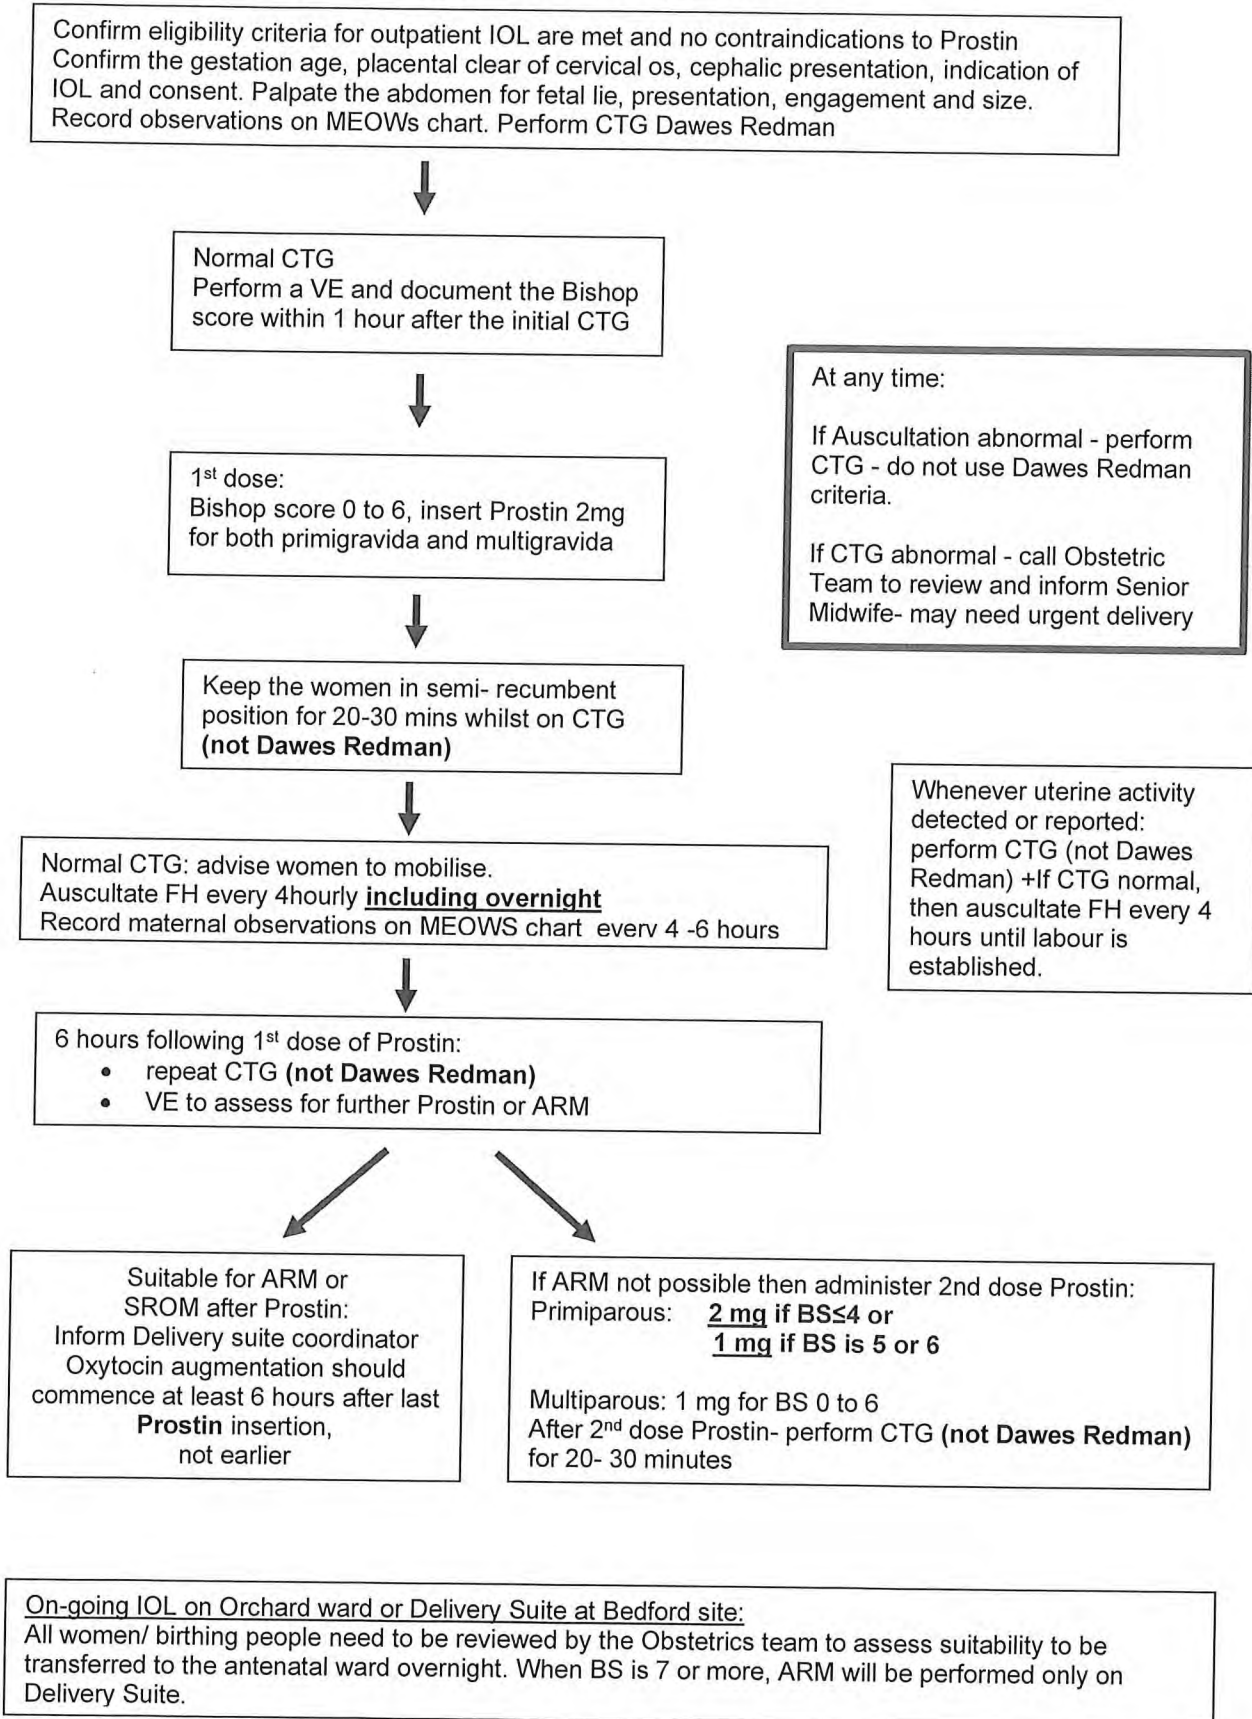 Confirm eligibility criteria for outpatient IOL are met and no contraindications to Prostin
Confirm the gestation age, placental clear of cervical os, cephalic presentation, indication of
IOL and consent. Palpate the abdomen for fetal lie, presentation, engagement and size.
Record observations on MEOWs chart. Perform CTG Dawes Redman
Normal CTG
Perform a VE and document the Bishop
score within 1 hour after the initial CTG
1st dose:
Bishop score 0 to 6, insert Prostin 2mg
for both primigravida and multigravida
At any time:
If Auscultation abnormal - perform
CTG - do not use Dawes Redman
criteria.
If CTG abnormal - call Obstetric
Team to review and inform Senior
Midwife- may need urgent delivery
Keep the women in semi- recumbent
position for 20-30 mins whilst on CTG
(not Dawes Redman)
Normal CTG: advise women to mobilise.
Auscultate FH every 4hourly including overnight
Record maternal observations on MEOWS chart every 4 -6 hours
Whenever uterine activity
detected or reported:
perform CTG (not Dawes
Redman) +If CTG normal,
then auscultate FH every 4
hours until labour is
established.
6 hours following 1st dose of Prostin:
• repeat CTG (not Dawes Redman)
• VE to assess for further Prostin or ARM
Suitable for ARM or
SROM after Prostin:
Inform Delivery suite coordinator
Oxytocin augmentation should
commence at least 6 hours after last
Prostin insertion,
not earlier
If ARM not possible then administer 2nd dose Prostin:
Primiparous: 2 mg if BS≤4 or
1 mg if BS is 5 or 6
Multiparous: 1 mg for BS 0 to 6
After 2nd dose Prostin- perform CTG (not Dawes Redman)
for 20- 30 minutes
On-going IOL on Orchard ward or Delivery Suite at Bedford site:
All women/ birthing people need to be reviewed by the Obstetrics team to assess suitability to be
transferred to the antenatal ward overnight. When BS is 7 or more, ARM will be performed only on
Delivery Suite.